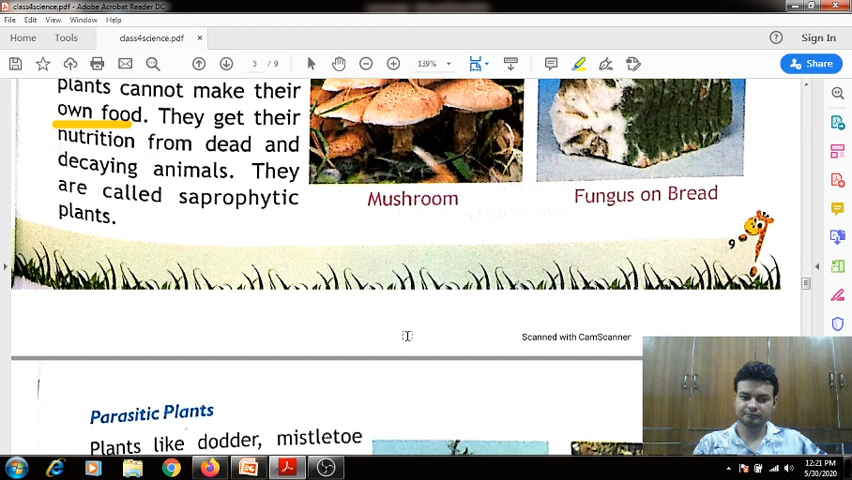 class4science.pdf - Adobe Acrobat Reader DC
File Edit View Window Help
Home Tools class4science.pdf × Sign In
5 / 9 139% Share
plants cannot make their
own food. They get their
nutrition from dead and
decaying animals. They
are called saprophytic
plants.
Mushroom
Fungus on Bread
9
Scanned with CamScanner
Parasitic Plants
Plants like dodder, mistletoe
12:21 PM
5/30/2020